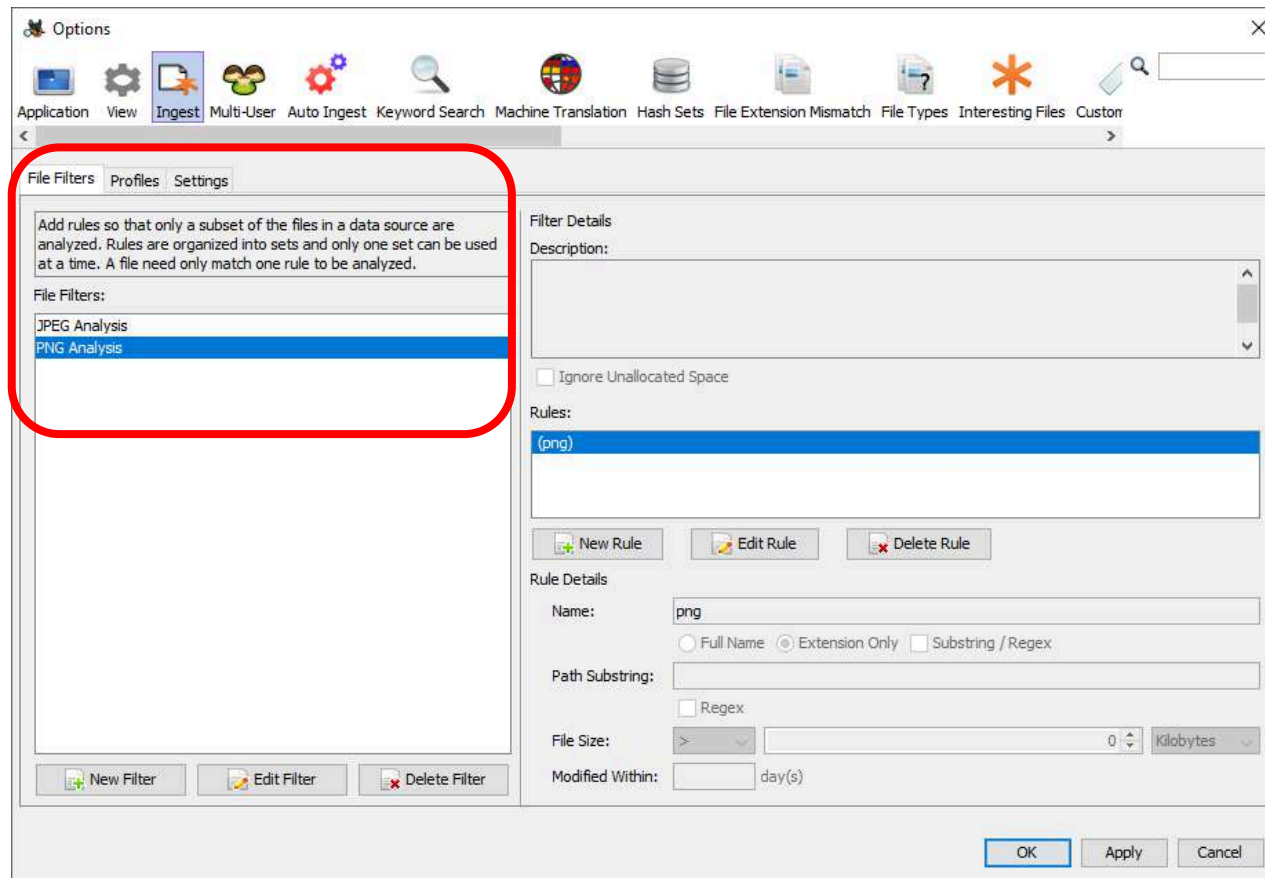 Options
Application View Ingest Multi-User Auto Ingest Keyword Search Machine Translation Hash Sets File Extension Mismatch File Types Interesting Files Custom
File Filters Profiles Settings
Add rules so that only a subset of the files in a data source are
analyzed. Rules are organized into sets and only one set can be used
at a time. A file need only match one rule to be analyzed.
File Filters:
JPEG Analysis
PNG Analysis
New Filter Edit Filter Delete Filter
Filter Details
Description:
Ignore Unallocated Space
Rules:
(png)
New Rule Edit Rule Delete Rule
Rule Details
Name: png
Full Name Extension Only Substring / Regex
Path Substring:
Regex
File Size: > 0 Kilobytes
Modified Within: day(s)
OK Apply Cancel